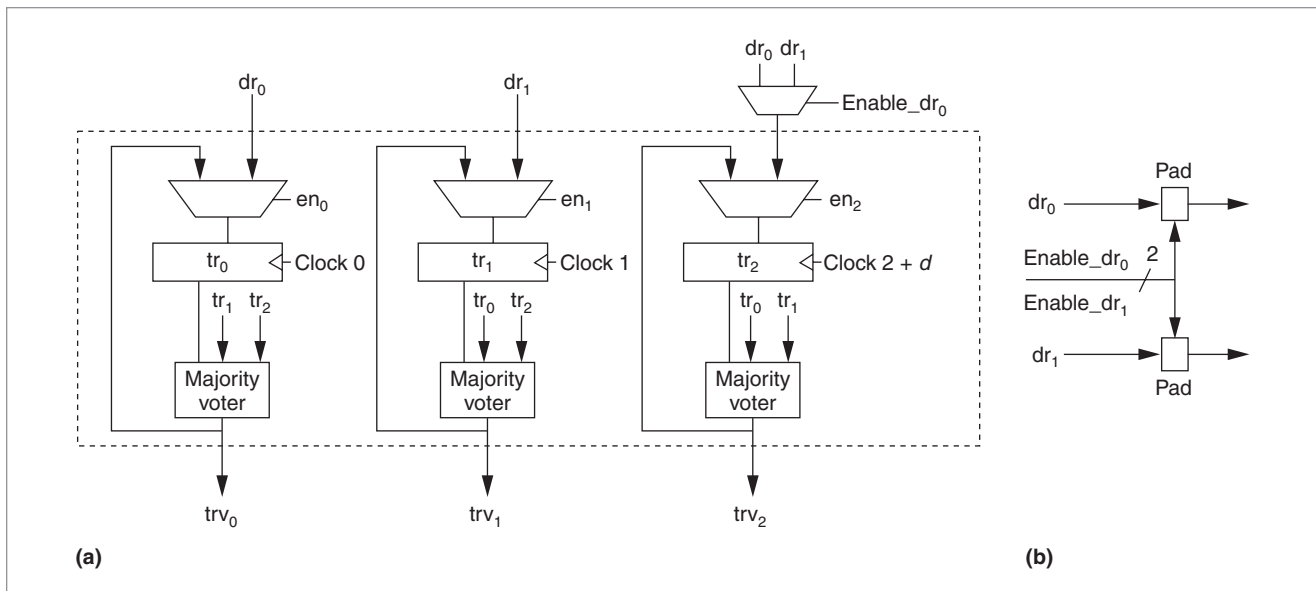 dr₀ dr₁
dr₀
dr₁
Enable_dr₀
en₀
en₁
en₂
tr₀
Clock 0
tr₁
Clock 1
tr₂
Clock 2 + d
tr₁ tr₂
tr₀ tr₂
tr₀ tr₁
Majority
voter
Majority
voter
Majority
voter
trv₀
trv₁
trv₂
(a)
Pad
dr₀
Enable_dr₀
2
Enable_dr₁
dr₁
Pad
(b)